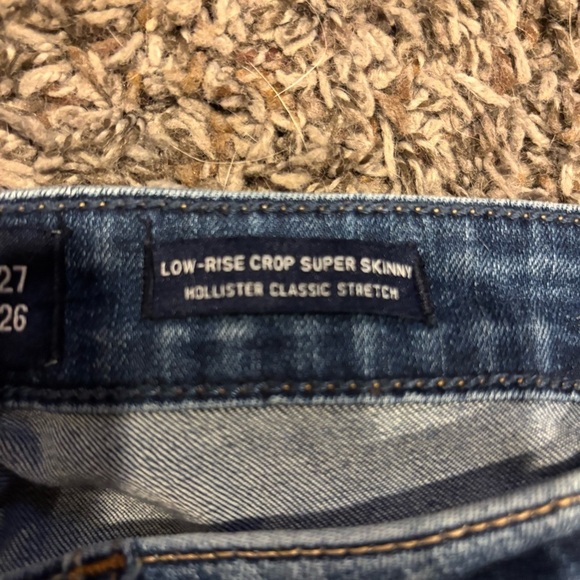 27
26
LOW-RISE CROP SUPER SKINNY
HOLLISTER CLASSIC STRETCH